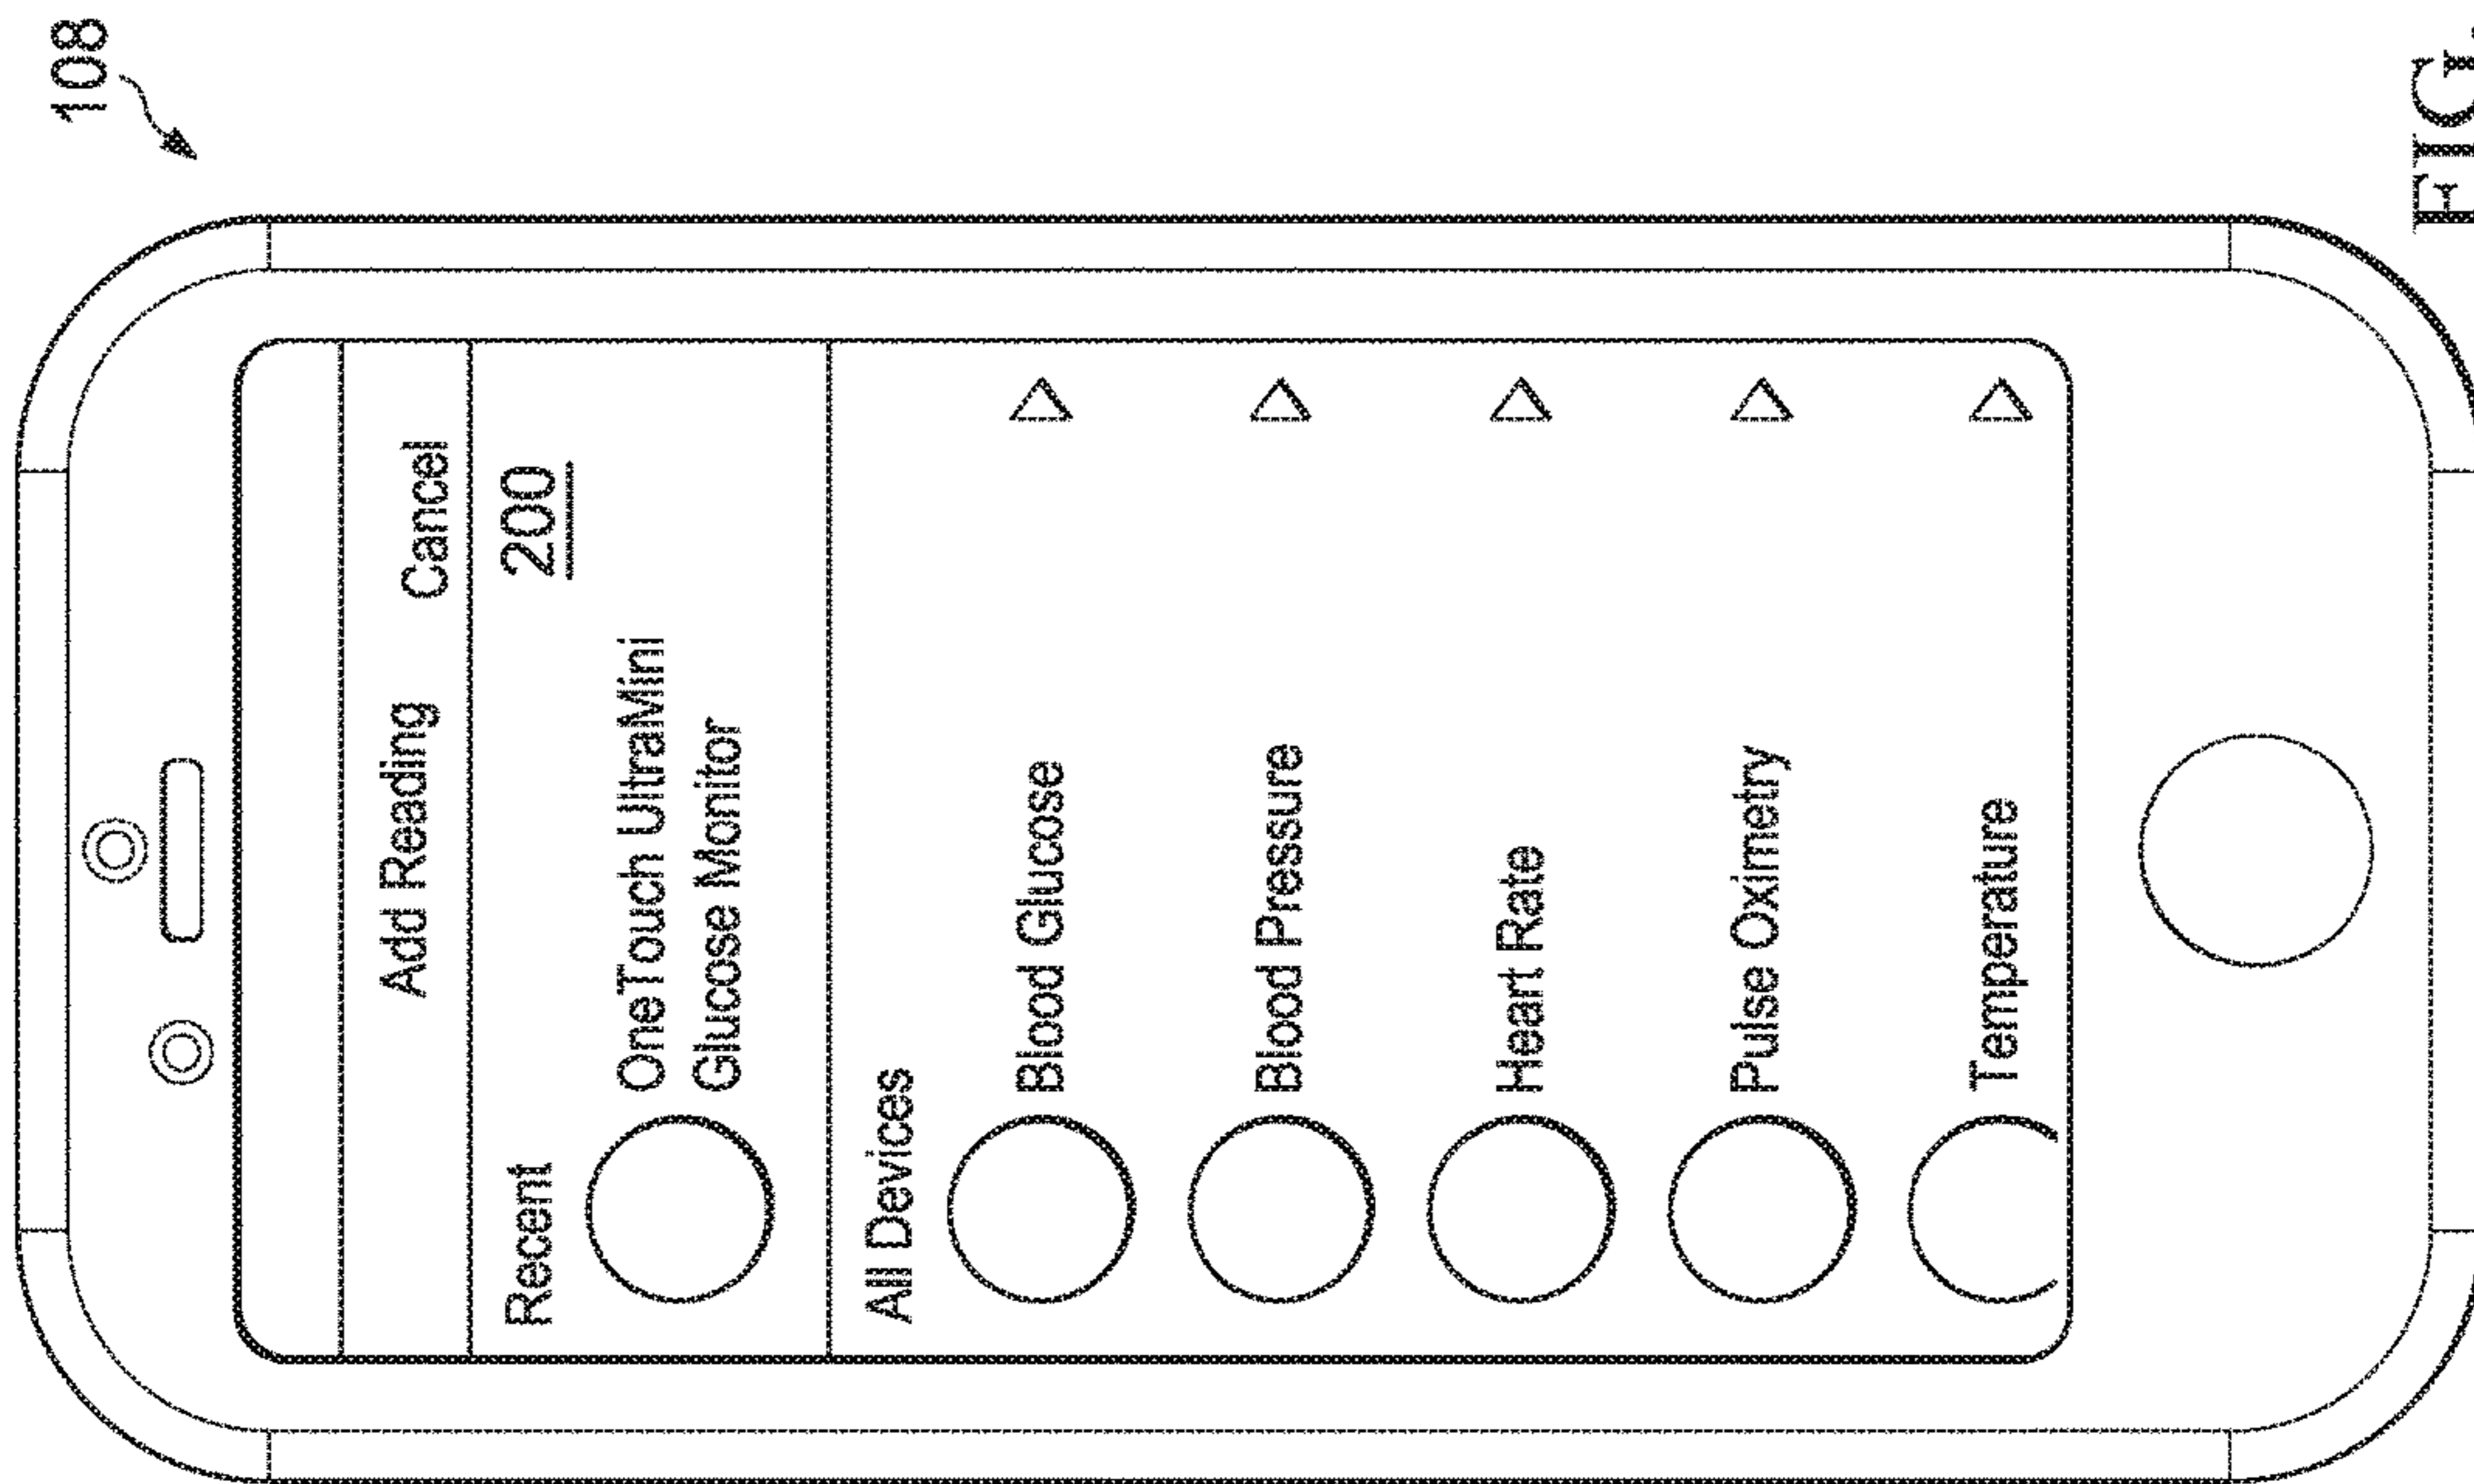 108
Add Reading
Cancel
Recent
200
OneTouch UltraMini
Glucose Monitor
All Devices
Blood Glucose
Blood Pressure
Heart Rate
Pulse Oximetry
Temperature
FIG.